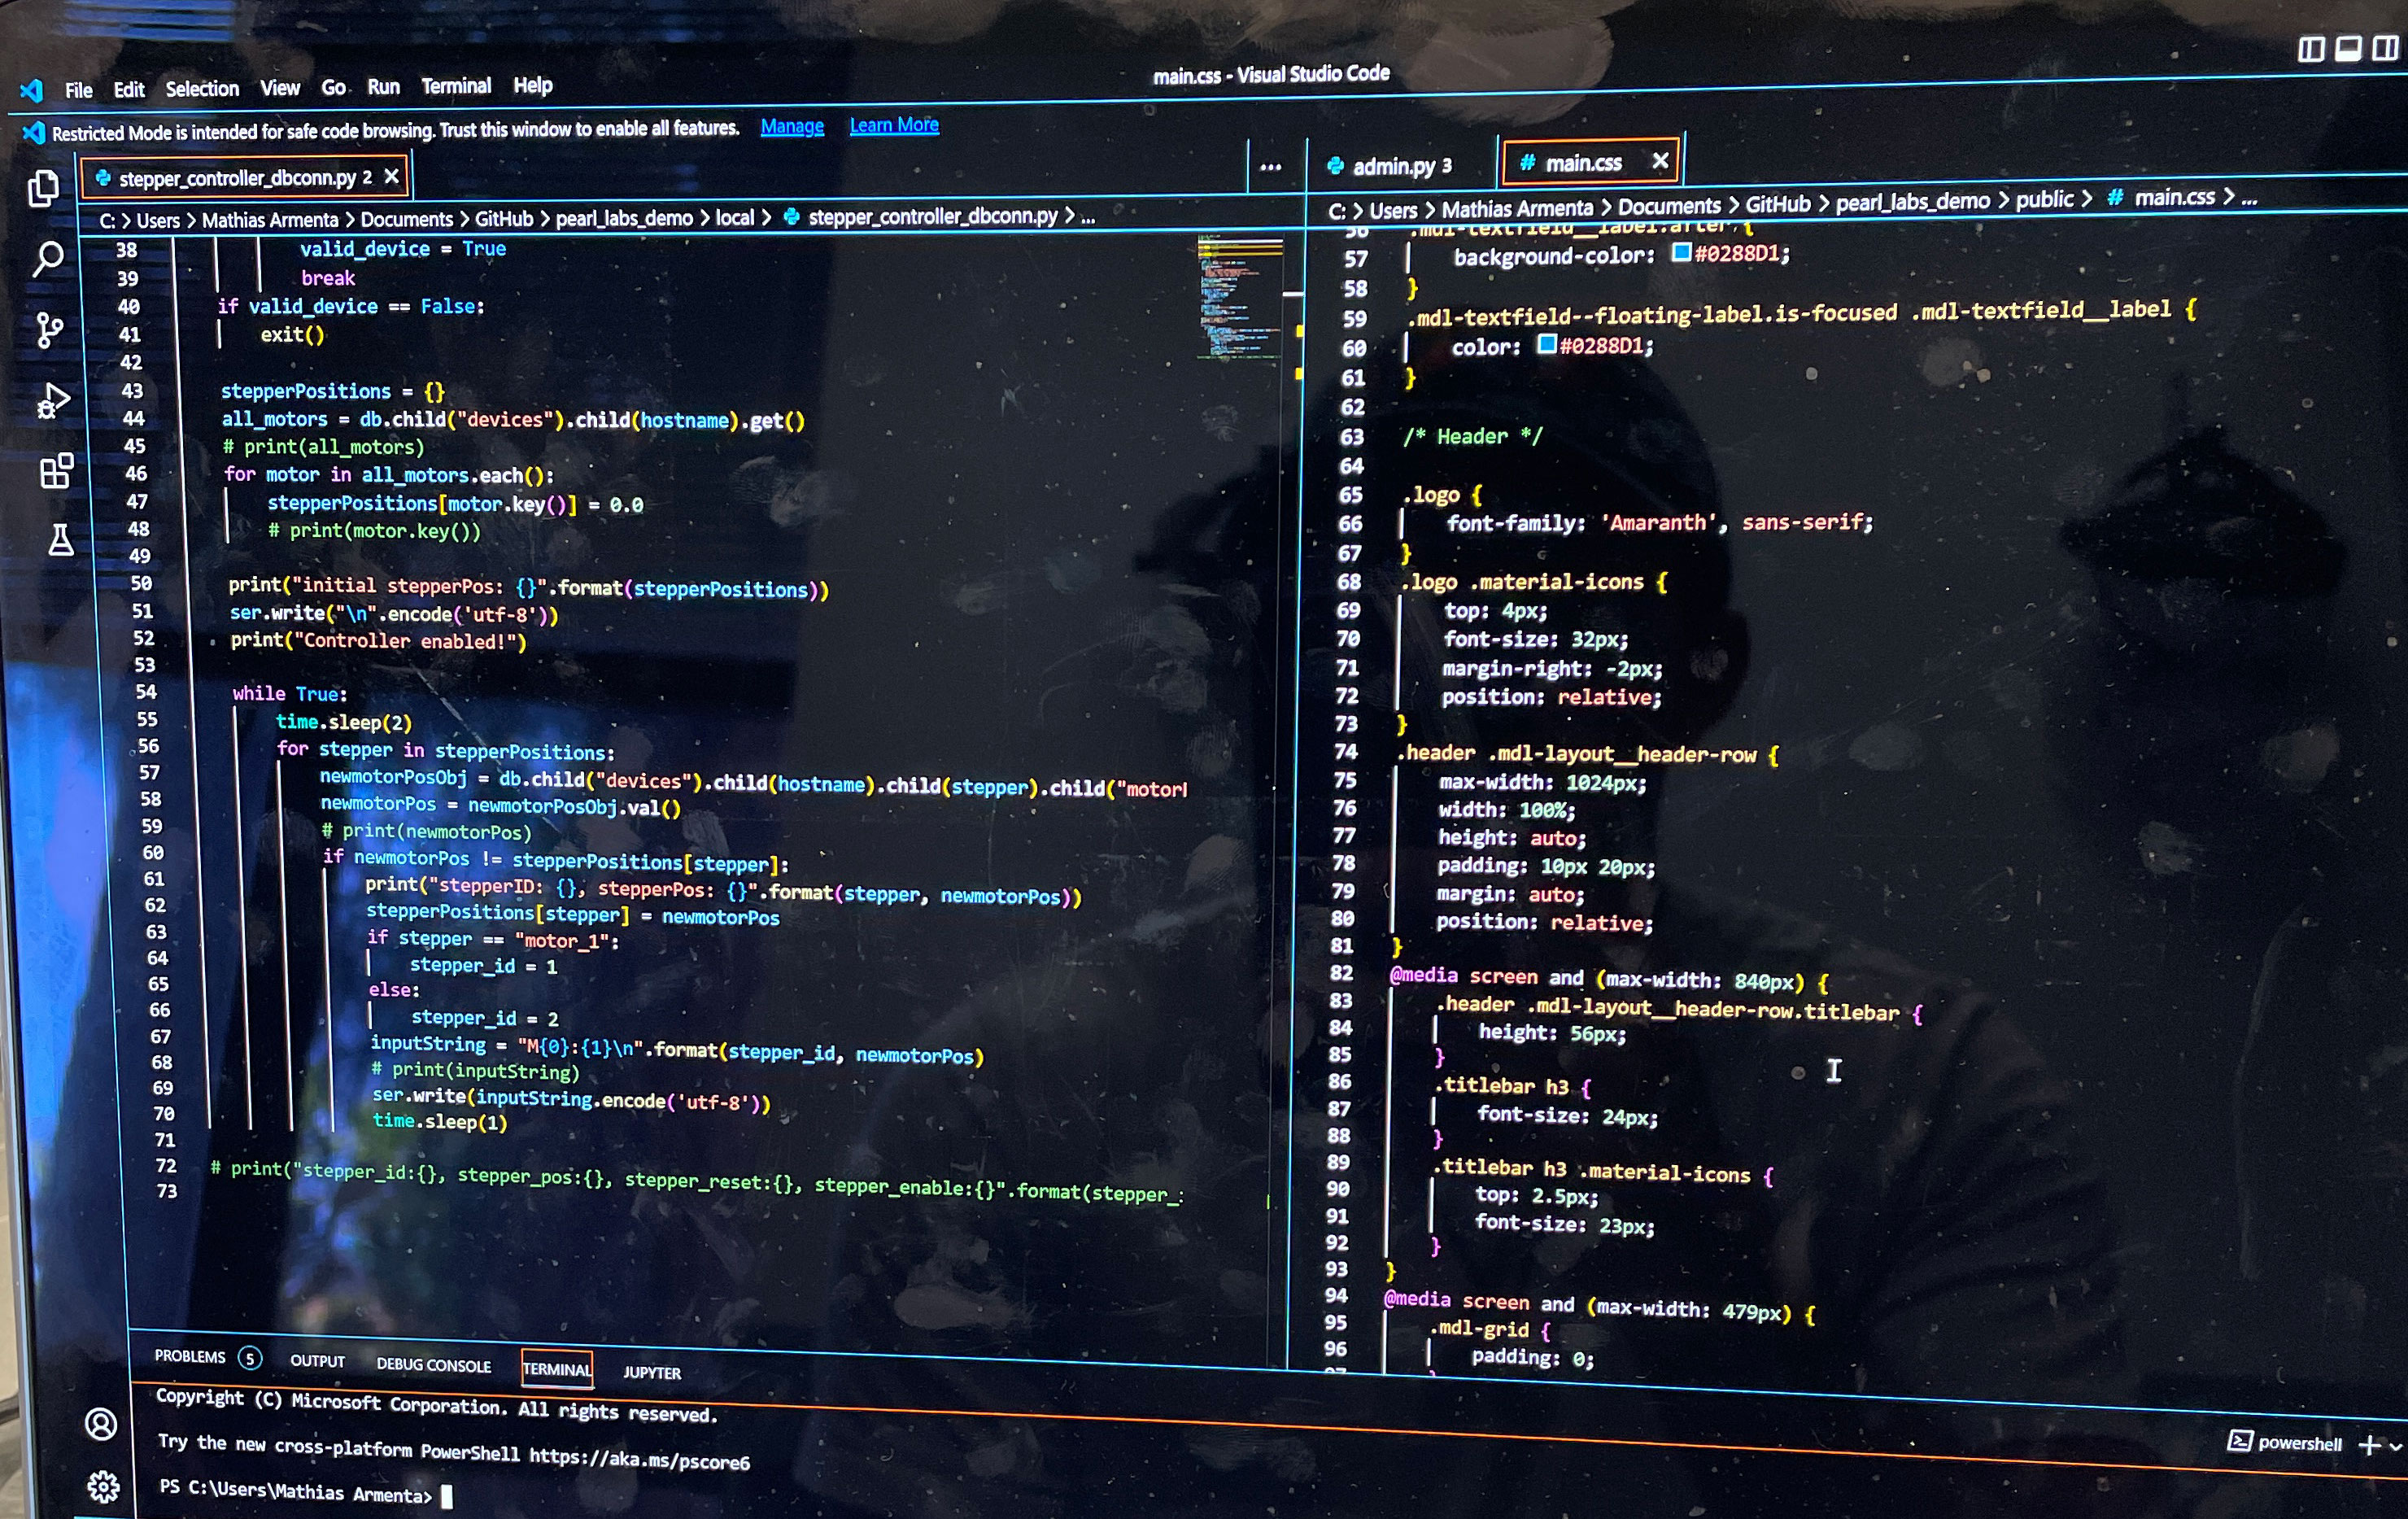 File Edit Selection View Go Run Terminal Help
main.css - Visual Studio Code
Restricted Mode is intended for safe code browsing. Trust this window to enable all features. Manage Learn More
stepper_controller_dbconn.py 2
C: > Users > Mathias Armenta > Documents > GitHub > pearl_labs_demo > local > stepper_controller_dbconn.py > ...
38 valid_device = True
39 break
40 if valid_device == False:
41 exit()
42
43 stepperPositions = {}
44 all_motors = db.child("devices").child(hostname).get()
45 # print(all_motors)
46 for motor in all_motors.each():
47 stepperPositions[motor.key()] = 0.0
48 # print(motor.key())
49
50 print("initial stepperPos: {}".format(stepperPositions))
51 ser.write("\n".encode('utf-8'))
52 print("Controller enabled!")
53
54 while True:
55 time.sleep(2)
56 for stepper in stepperPositions:
57 newmotorPosObj = db.child("devices").child(hostname).child(stepper).child("motor
58 newmotorPos = newmotorPosObj.val()
59 # print(newmotorPos)
60 if newmotorPos != stepperPositions[stepper]:
61 print("stepperID: {}, stepperPos: {}".format(stepper, newmotorPos))
62 stepperPositions[stepper] = newmotorPos
63 if stepper == "motor_1":
64 stepper_id = 1
65 else:
66 stepper_id = 2
67 inputString = "M{0}:{1}\n".format(stepper_id, newmotorPos)
68 # print(inputString)
69 ser.write(inputString.encode('utf-8'))
70 time.sleep(1)
71
72 # print("stepper_id:{}, stepper_pos:{}, stepper_reset:{}, stepper_enable:{}".format(stepper_
73
admin.py 3
# main.css
C: > Users > Mathias Armenta > Documents > GitHub > pearl_labs_demo > public > # main.css > ...
56 .mdl-textfield__label:after {
57 background-color: #0288D1;
58 }
59 .mdl-textfield--floating-label.is-focused .mdl-textfield__label {
60 color: #0288D1;
61 }
62
63 /* Header */
64
65 .logo {
66 font-family: 'Amaranth', sans-serif;
67 }
68 .logo .material-icons {
69 top: 4px;
70 font-size: 32px;
71 margin-right: -2px;
72 position: relative;
73 }
74 .header .mdl-layout__header-row {
75 max-width: 1024px;
76 width: 100%;
77 height: auto;
78 padding: 10px 20px;
79 margin: auto;
80 position: relative;
81 }
82 @media screen and (max-width: 840px) {
83 .header .mdl-layout__header-row.titlebar {
84 height: 56px;
85 }
86 .titlebar h3 {
87 font-size: 24px;
88 }
89 .titlebar h3 .material-icons {
90 top: 2.5px;
91 font-size: 23px;
92 }
93 }
94 @media screen and (max-width: 479px) {
95 .mdl-grid {
96 padding: 0;
PROBLEMS 5 OUTPUT DEBUG CONSOLE TERMINAL JUPYTER
Copyright (C) Microsoft Corporation. All rights reserved.
Try the new cross-platform PowerShell https://aka.ms/pscore6
PS C:\Users\Mathias Armenta>
powershell